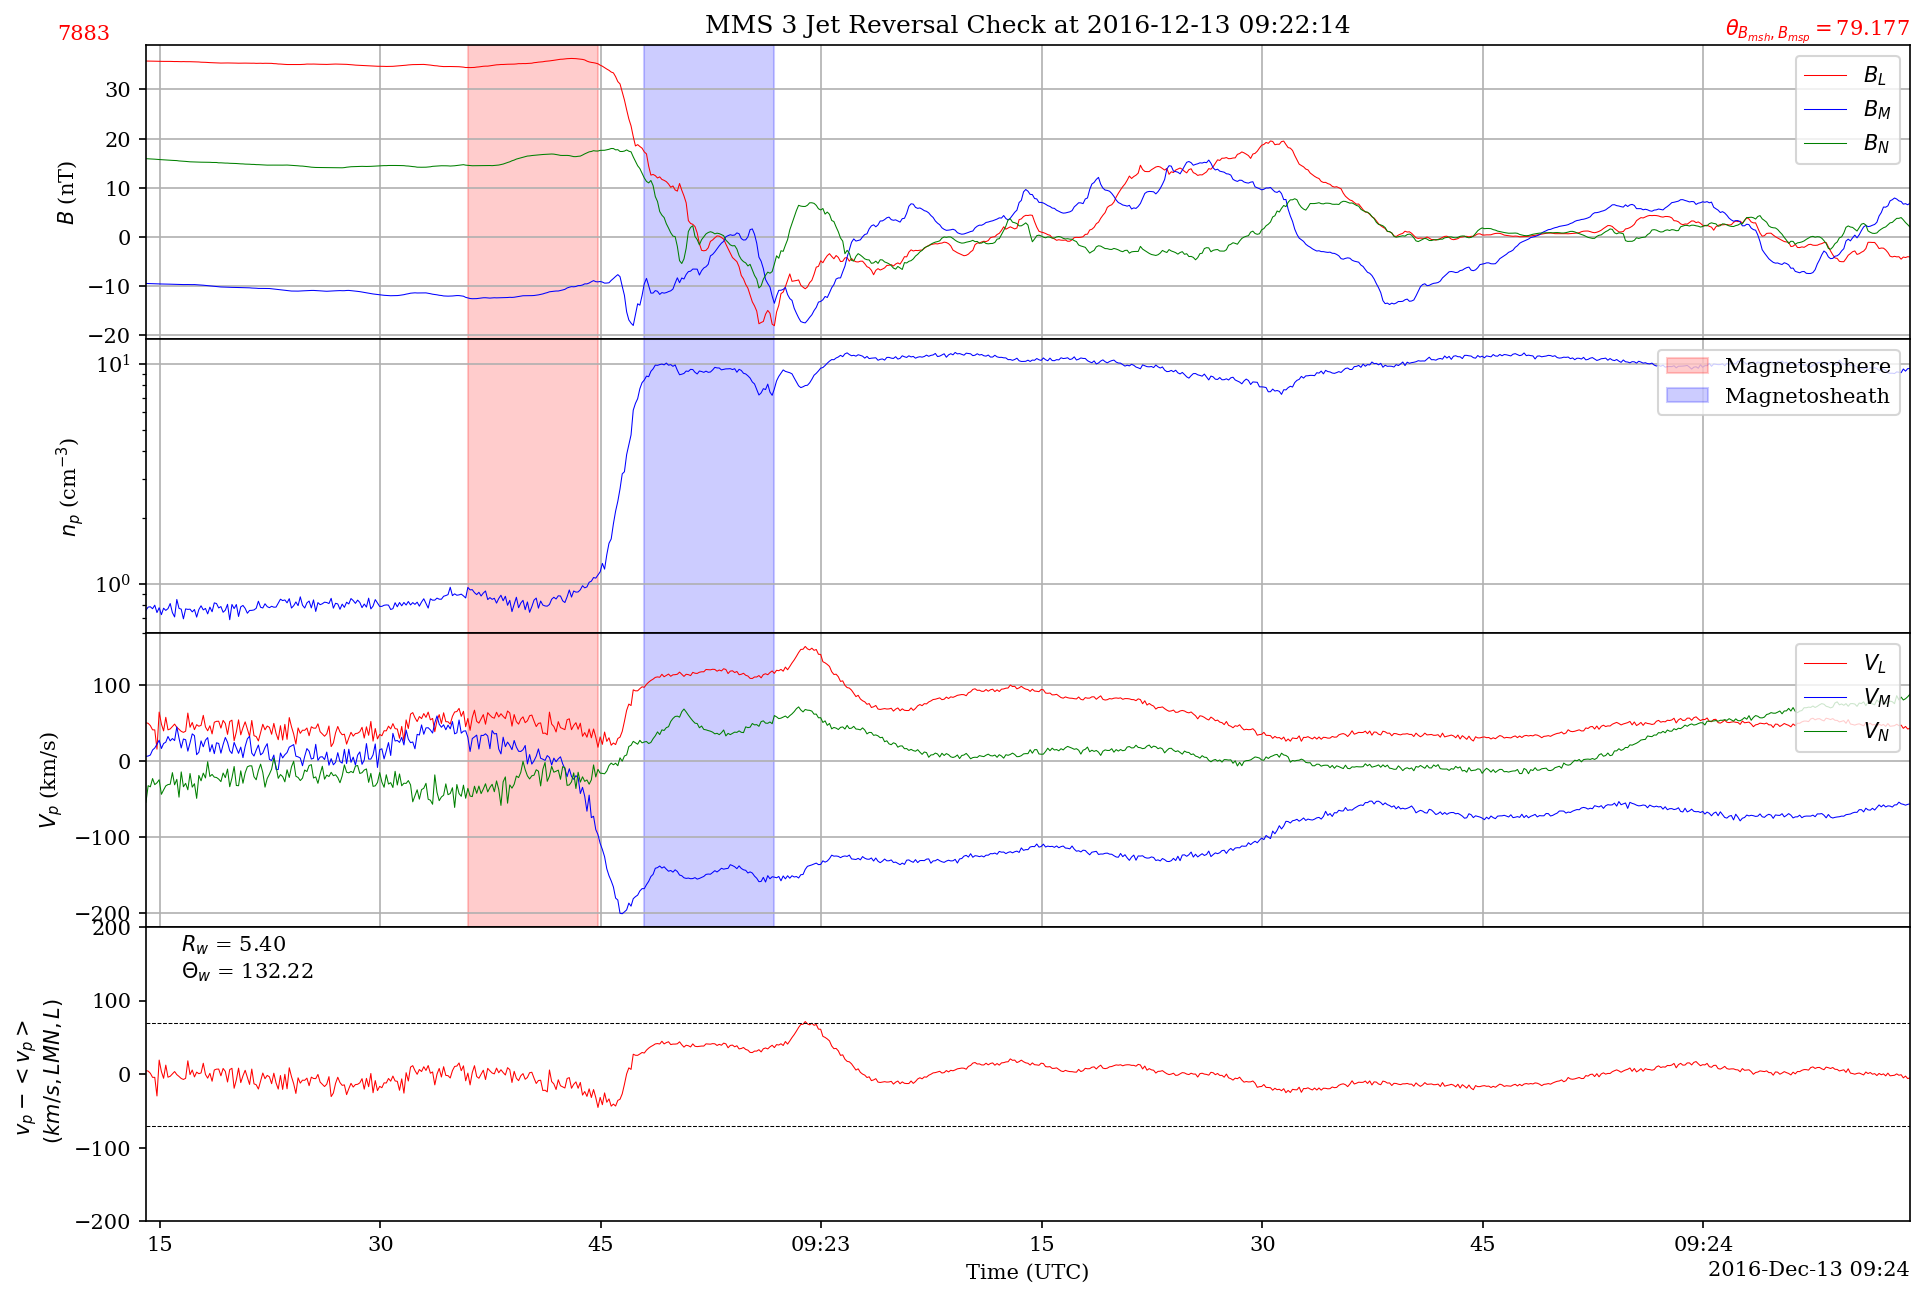 7883
MMS 3 Jet Reversal Check at 2016-12-13 09:22:14
θ_{B_{msh}, B_{msp}} = 79.177
B (nT)
30
20
10
0
−10
−20
B_L
B_M
B_N
n_p (cm^{−3})
10^1
10^0
Magnetosphere
Magnetosheath
V_p (km/s)
100
0
−100
−200
V_L
V_M
V_N
v_p − < v_p >
(km/s, LMN, L)
200
100
0
−100
−200
R_w = 5.40
Θ_w = 132.22
15
30
45
09:23
15
30
45
09:24
Time (UTC)
2016-Dec-13 09:24